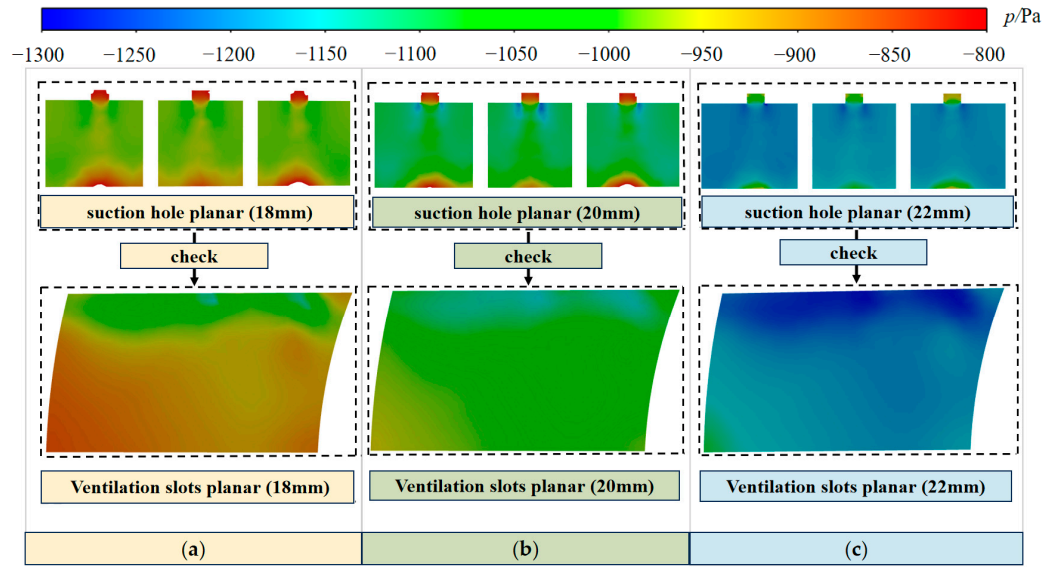 p/Pa
−1300 −1250 −1200 −1150 −1100 −1050 −1000 −950 −900 −850 −800
suction hole planar (18mm) suction hole planar (20mm) suction hole planar (22mm)
check check check
Ventilation slots planar (18mm) Ventilation slots planar (20mm) Ventilation slots planar (22mm)
(a) (b) (c)